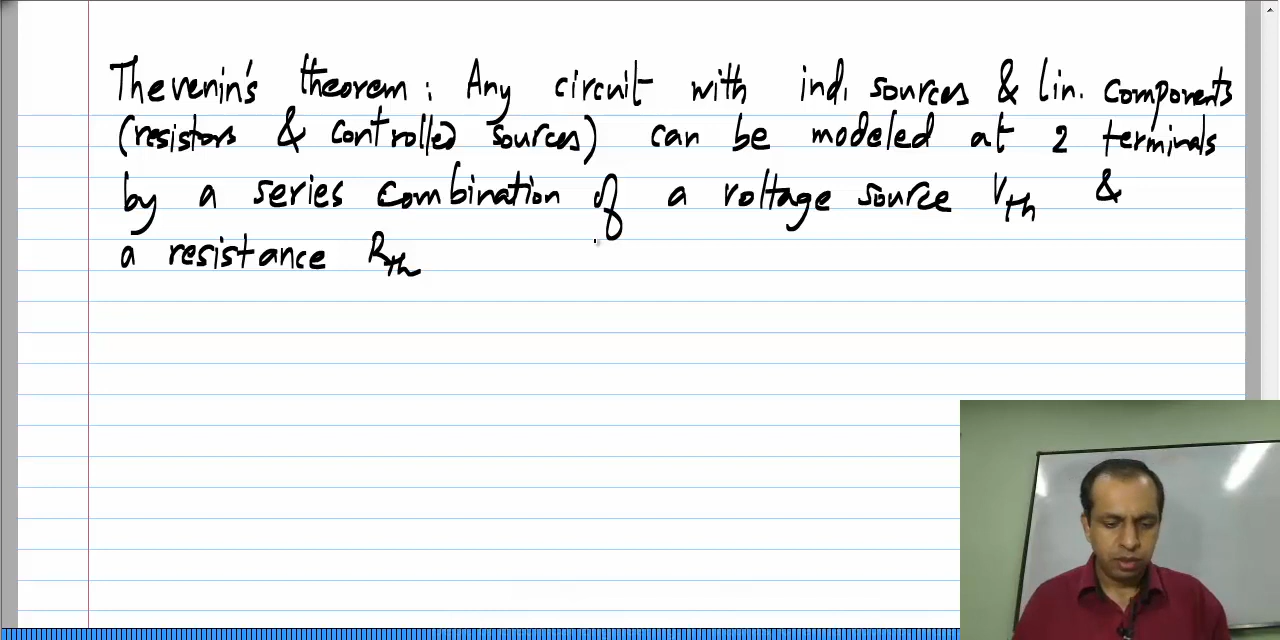 Thevenin's theorem: Any circuit with ind. sources & lin. components
(resistors & controlled sources) can be modeled at 2 terminals
by a series combination of a voltage source Vth &
a resistance Rth